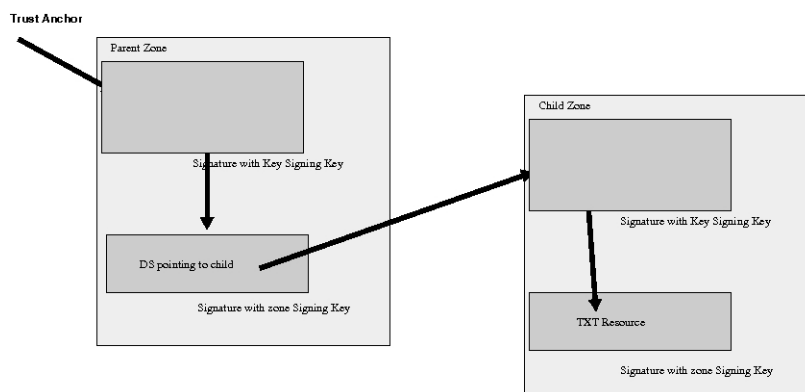 Trust Anchor
Parent Zone
Signature with Key Signing Key
DS pointing to child
Signature with zone Signing Key
Child Zone
Signature with Key Signing Key
TXT Resource
Signature with zone Signing Key